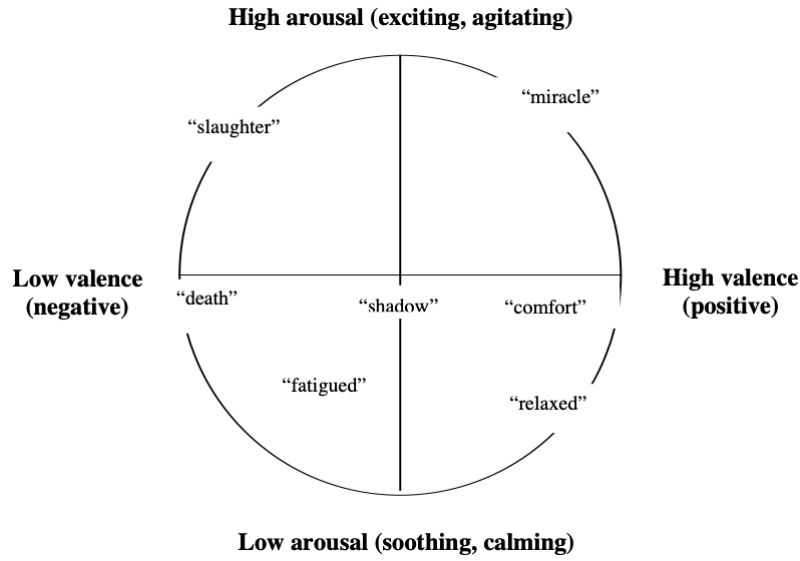 High arousal (exciting, agitating)
“miracle”
“slaughter”
Low valence
(negative)
High valence
(positive)
“death”
“shadow”
“comfort”
“fatigued”
“relaxed”
Low arousal (soothing, calming)